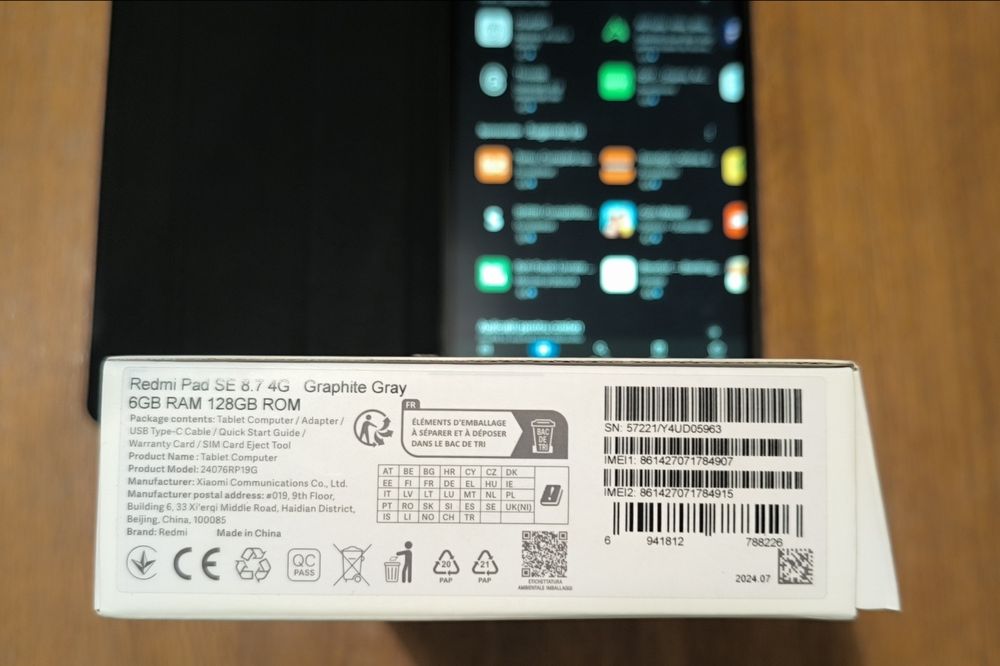 Redmi Pad SE 8.7 4G Graphite Gray
6GB RAM 128GB ROM
Package contents: Tablet Computer / Adapter /
USB Type-C Cable / Quick Start Guide /
Warranty Card / SIM Card Eject Tool
Product Name: Tablet Computer
Product Model: 24076RP19G
Manufacturer: Xiaomi Communications Co., Ltd.
Manufacturer postal address: #019, 9th Floor,
Building 6, 33 Xi'erqi Middle Road, Haidian District,
Beijing, China, 100085
Brand: Redmi Made in China
FR
ÉLÉMENTS D'EMBALLAGE
À SÉPARER ET À DÉPOSER
DANS LE BAC DE TRI
BAC
DE
TRI
AT BE BG HR CY CZ DK
EE FI FR DE EL HU IE
IT LV LT LU MT NL PL
PT RO SK SI ES SE UK(NI)
IS LI NO CH TR
CE
QC
PASS
20
PAP
21
PAP
ETICHETTATURA
AMBIENTALE IMBALLAGGI
SN: 57221/Y4UD05963
IMEI1: 861427071784907
IMEI2: 861427071784915
6 941812 788226
2024.07